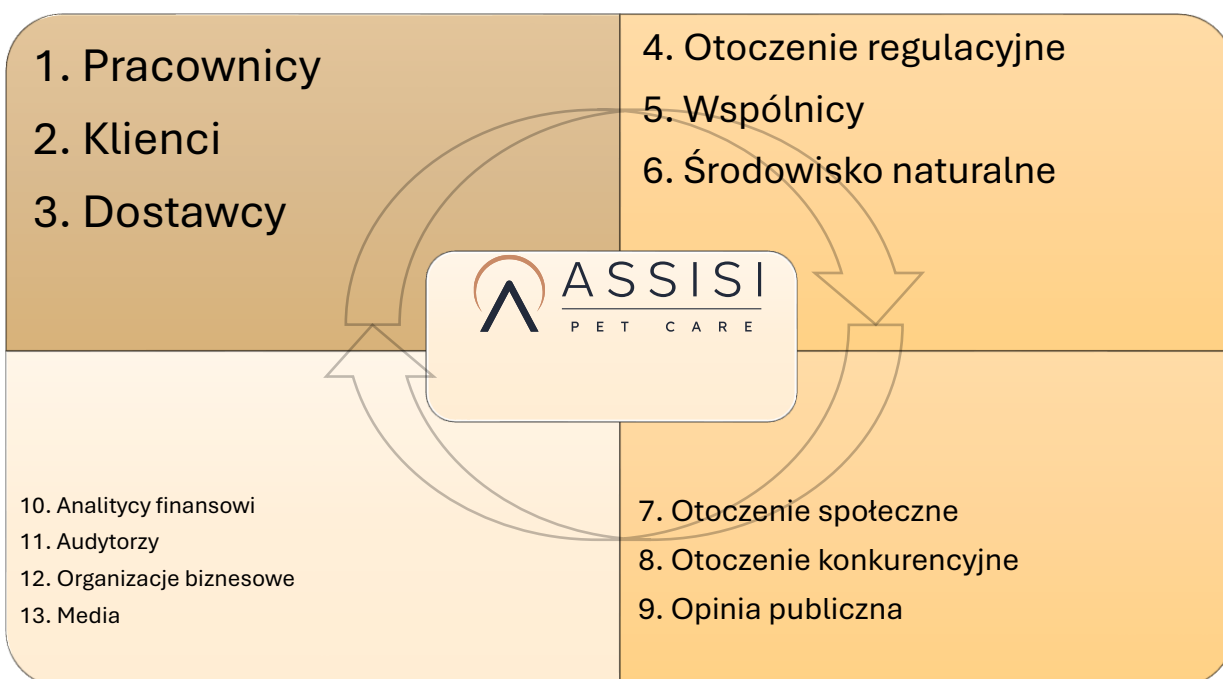 1. Pracownicy
2. Klienci
3. Dostawcy
4. Otoczenie regulacyjne
5. Wspólnicy
6. Środowisko naturalne
ASSISI
PET CARE
7. Otoczenie społeczne
8. Otoczenie konkurencyjne
9. Opinia publiczna
10. Analitycy finansowi
11. Audytorzy
12. Organizacje biznesowe
13. Media